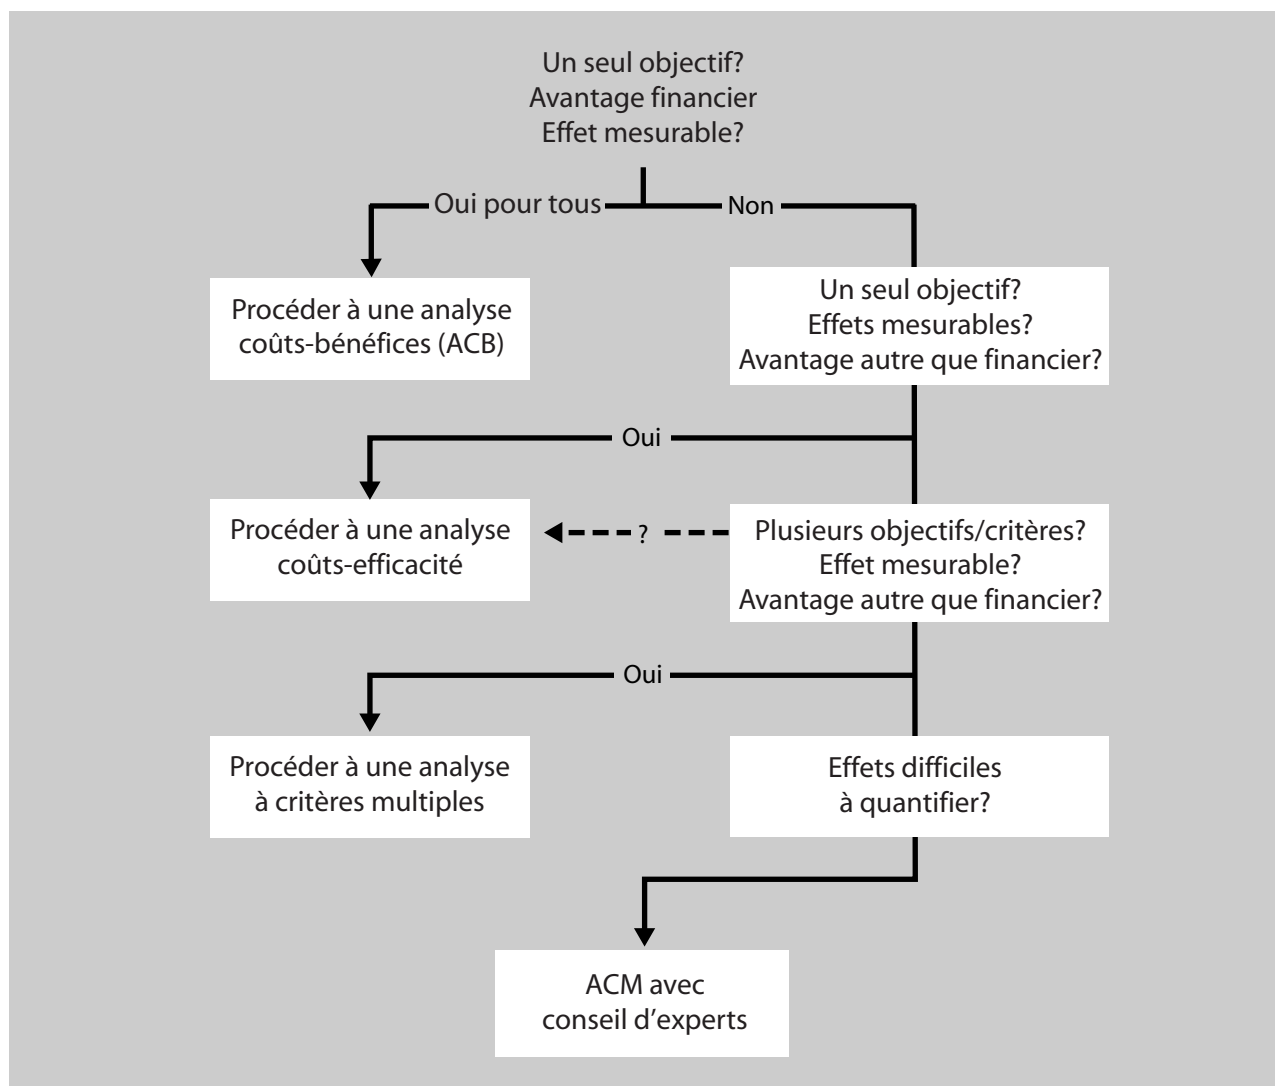 Un seul objectif?
Avantage financier
Effet mesurable?
Oui pour tous
Non
Procéder à une analyse
coûts-bénéfices (ACB)
Un seul objectif?
Effets mesurables?
Avantage autre que financier?
Oui
Procéder à une analyse
coûts-efficacité
?
Plusieurs objectifs/critères?
Effet mesurable?
Avantage autre que financier?
Oui
Procéder à une analyse
à critères multiples
Effets difficiles
à quantifier?
ACM avec
conseil d'experts